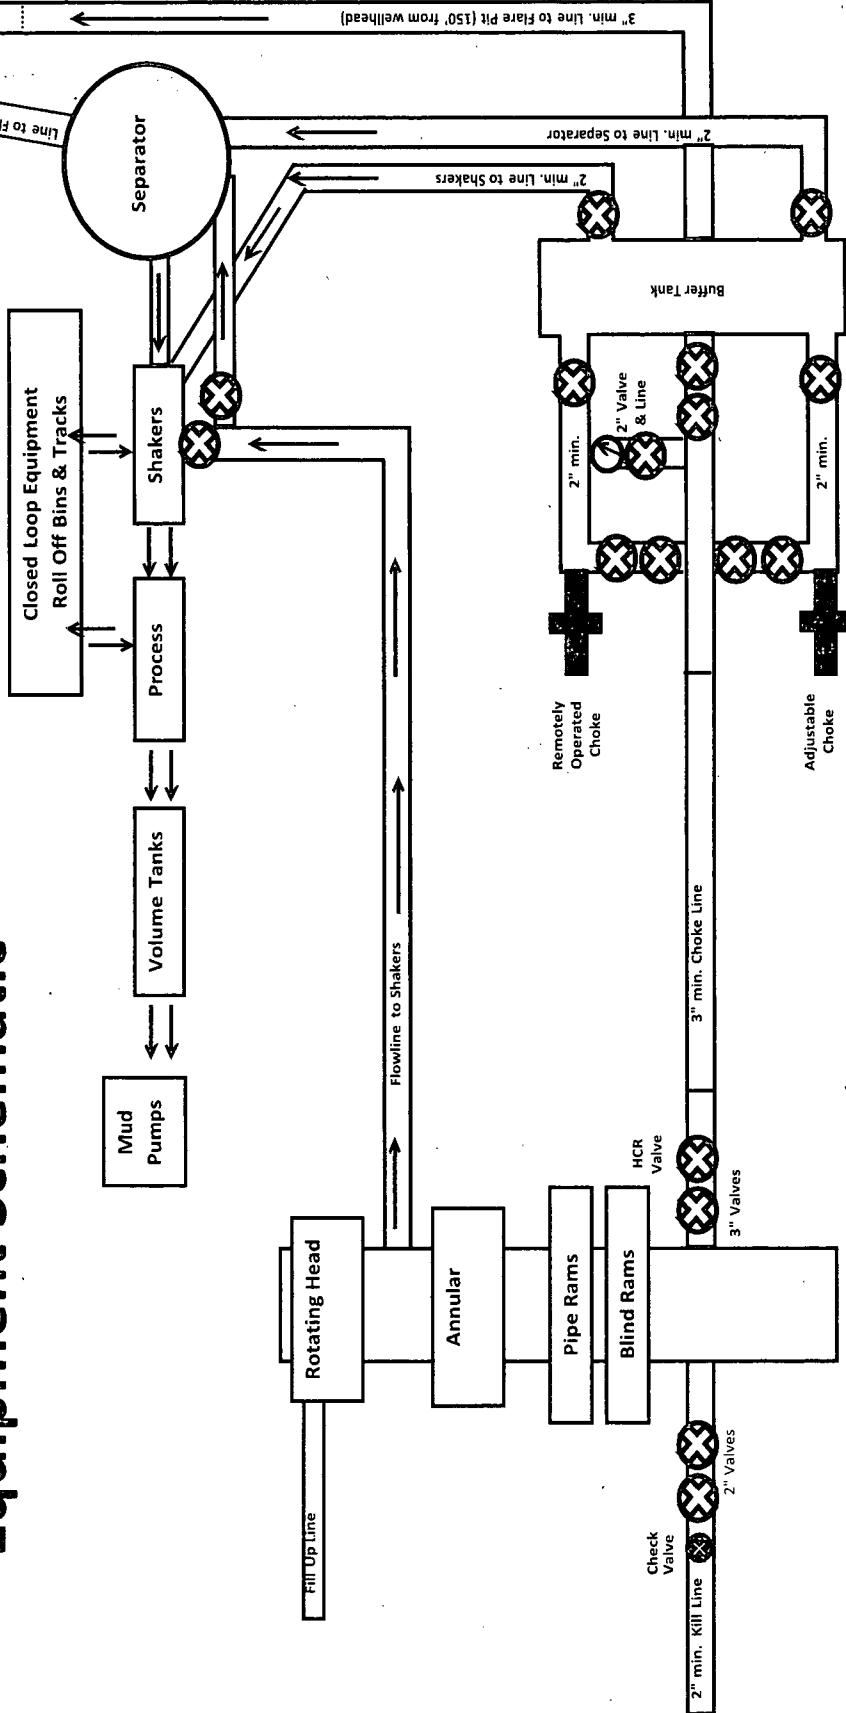 Equipment Schematic
Closed Loop Equipment
Roll Off Bins & Tracks
Mud
Pumps
Volume Tanks
Process
Shakers
Separator
Line to
3" min. Line to Flare Pit (150' from wellhead)
2" min. Line to Separator
2" min. Line to Shakers
Fill Up Line
Rotating Head
Flowline to Shakers
Annular
Pipe Rams
Blind Rams
HCR
Valve
3" Valves
Check
Valve
2" min. Kill Line
2" Valves
3" min. Choke Line
Remotely
Operated
Choke
2" min.
2" Valve
& Line
Buffer Tank
Adjustable
Choke
2" min.